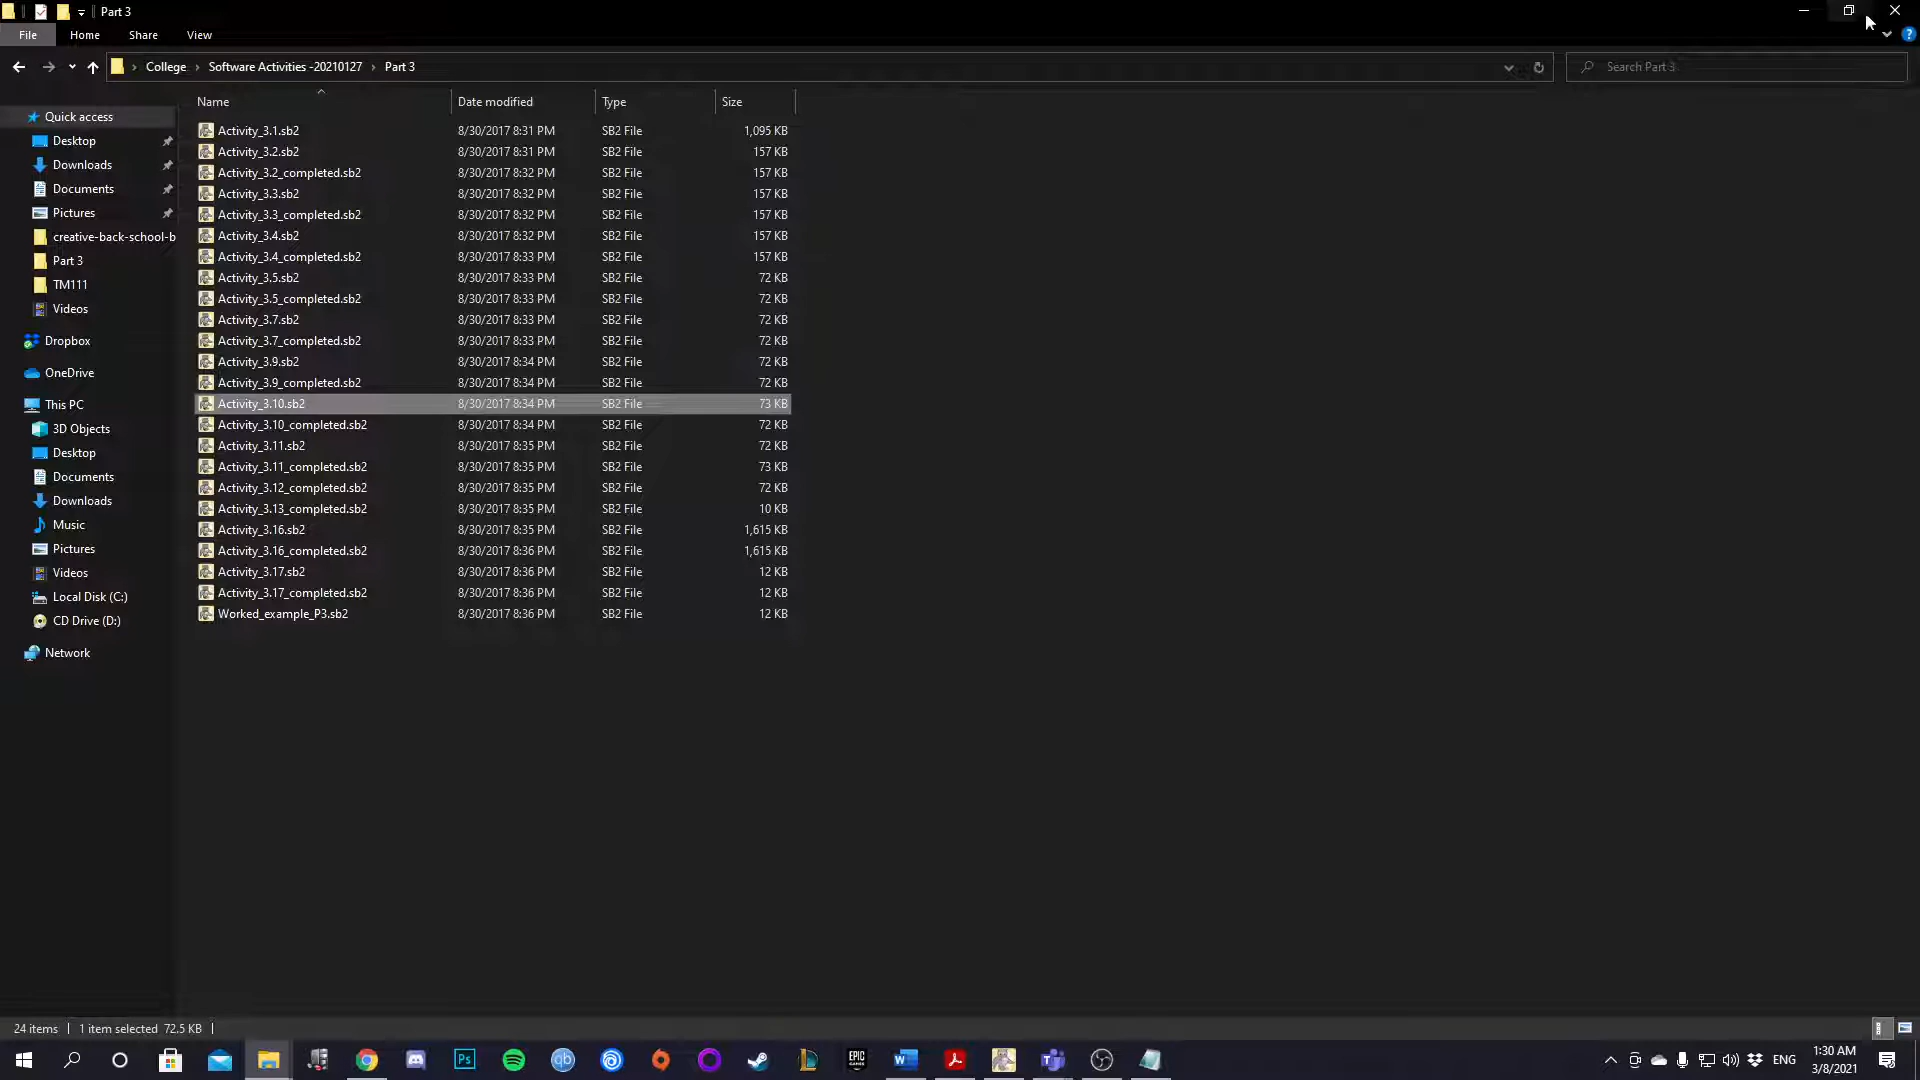 Part 3
File Home Share View
College › Software Activities -20210127 › Part 3
Search Part 3
Name Date modified Type Size
Quick access
Desktop
Downloads
Documents
Pictures
creative-back-school-b
Part 3
TM111
Videos
Dropbox
OneDrive
This PC
3D Objects
Desktop
Documents
Downloads
Music
Pictures
Videos
Local Disk (C:)
CD Drive (D:)
Network
Activity_3.1.sb2 8/30/2017 8:31 PM SB2 File 1,095 KB
Activity_3.2.sb2 8/30/2017 8:31 PM SB2 File 157 KB
Activity_3.2_completed.sb2 8/30/2017 8:32 PM SB2 File 157 KB
Activity_3.3.sb2 8/30/2017 8:32 PM SB2 File 157 KB
Activity_3.3_completed.sb2 8/30/2017 8:32 PM SB2 File 157 KB
Activity_3.4.sb2 8/30/2017 8:32 PM SB2 File 157 KB
Activity_3.4_completed.sb2 8/30/2017 8:33 PM SB2 File 157 KB
Activity_3.5.sb2 8/30/2017 8:33 PM SB2 File 72 KB
Activity_3.5_completed.sb2 8/30/2017 8:33 PM SB2 File 72 KB
Activity_3.7.sb2 8/30/2017 8:33 PM SB2 File 72 KB
Activity_3.7_completed.sb2 8/30/2017 8:33 PM SB2 File 72 KB
Activity_3.9.sb2 8/30/2017 8:34 PM SB2 File 72 KB
Activity_3.9_completed.sb2 8/30/2017 8:34 PM SB2 File 72 KB
Activity_3.10.sb2 8/30/2017 8:34 PM SB2 File 73 KB
Activity_3.10_completed.sb2 8/30/2017 8:34 PM SB2 File 72 KB
Activity_3.11.sb2 8/30/2017 8:35 PM SB2 File 72 KB
Activity_3.11_completed.sb2 8/30/2017 8:35 PM SB2 File 73 KB
Activity_3.12_completed.sb2 8/30/2017 8:35 PM SB2 File 72 KB
Activity_3.13_completed.sb2 8/30/2017 8:35 PM SB2 File 10 KB
Activity_3.16.sb2 8/30/2017 8:35 PM SB2 File 1,615 KB
Activity_3.16_completed.sb2 8/30/2017 8:36 PM SB2 File 1,615 KB
Activity_3.17.sb2 8/30/2017 8:36 PM SB2 File 12 KB
Activity_3.17_completed.sb2 8/30/2017 8:36 PM SB2 File 12 KB
Worked_example_P3.sb2 8/30/2017 8:36 PM SB2 File 12 KB
24 items 1 item selected 72.5 KB
Ps qb EPIC GAMES ENG
1:30 AM
3/8/2021